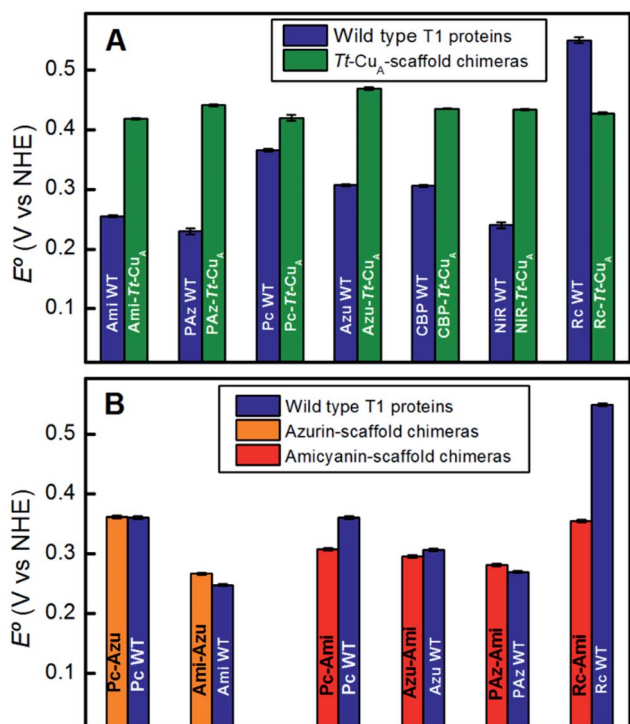 A
Wild type T1 proteins
Tt-CuA-scaffold chimeras
E° (V vs NHE)
0.5
0.4
0.3
0.2
0.1
Ami WT
Ami-Tt-CuA
PAz WT
PAz-Tt-CuA
Pc WT
Pc-Tt-CuA
Azu WT
Azu-Tt-CuA
CBP WT
CBP-Tt-CuA
NiR WT
NiR-Tt-CuA
Rc WT
Rc-Tt-CuA
B
Wild type T1 proteins
Azurin-scaffold chimeras
Amicyanin-scaffold chimeras
E° (V vs NHE)
0.5
0.4
0.3
0.2
0.1
Pc-Azu
Pc WT
Ami-Azu
Ami WT
Pc-Ami
Pc WT
Azu-Ami
Azu WT
PAz-Ami
PAz WT
Rc-Ami
Rc WT